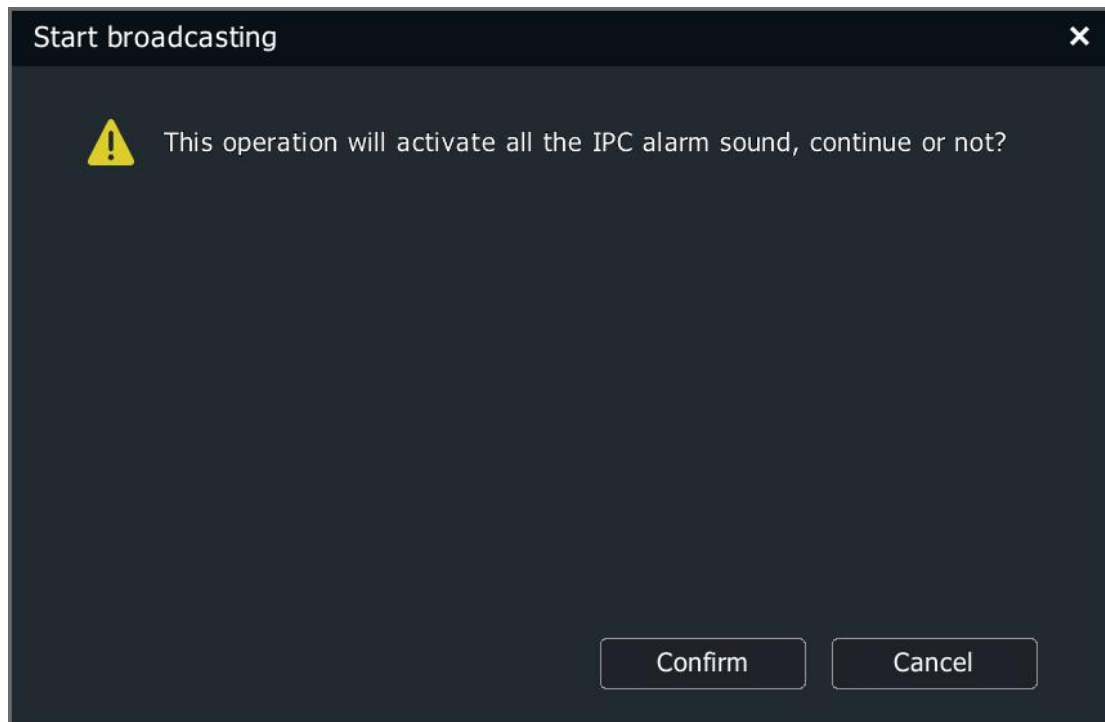 Start broadcasting
This operation will activate all the IPC alarm sound, continue or not?
Confirm Cancel